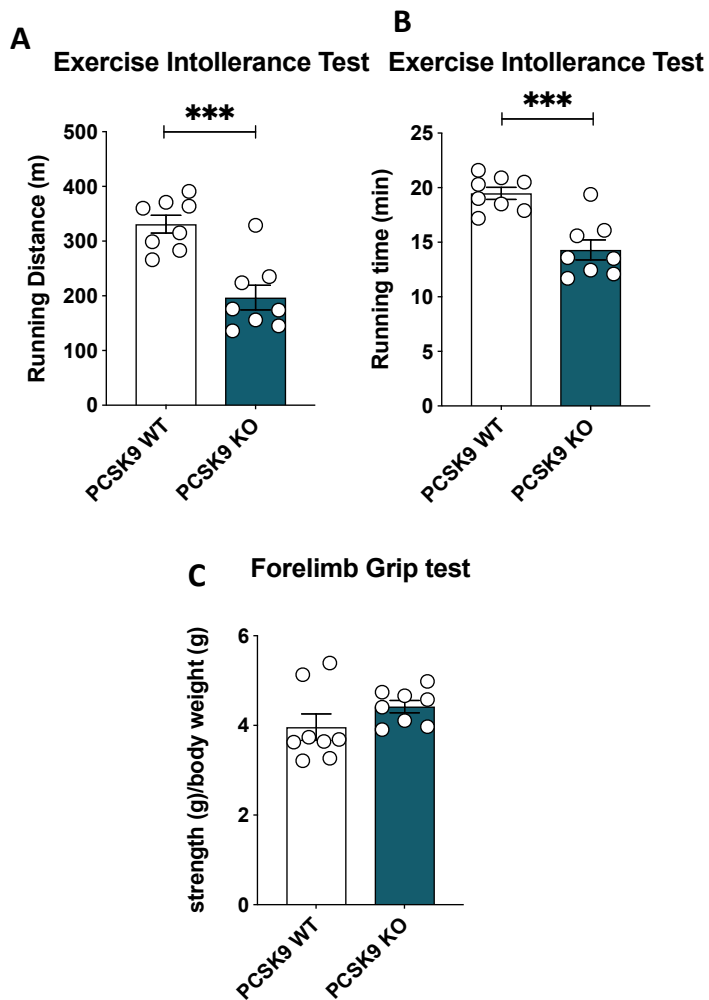 A
Exercise Intollerance Test
***
Running Distance (m)
500
400
300
200
100
0
PCSK9 WT
PCSK9 KO
B
Exercise Intollerance Test
***
Running time (min)
25
20
15
10
5
0
PCSK9 WT
PCSK9 KO
C
Forelimb Grip test
strength (g)/body weight (g)
6
4
2
0
PCSK9 WT
PCSK9 KO